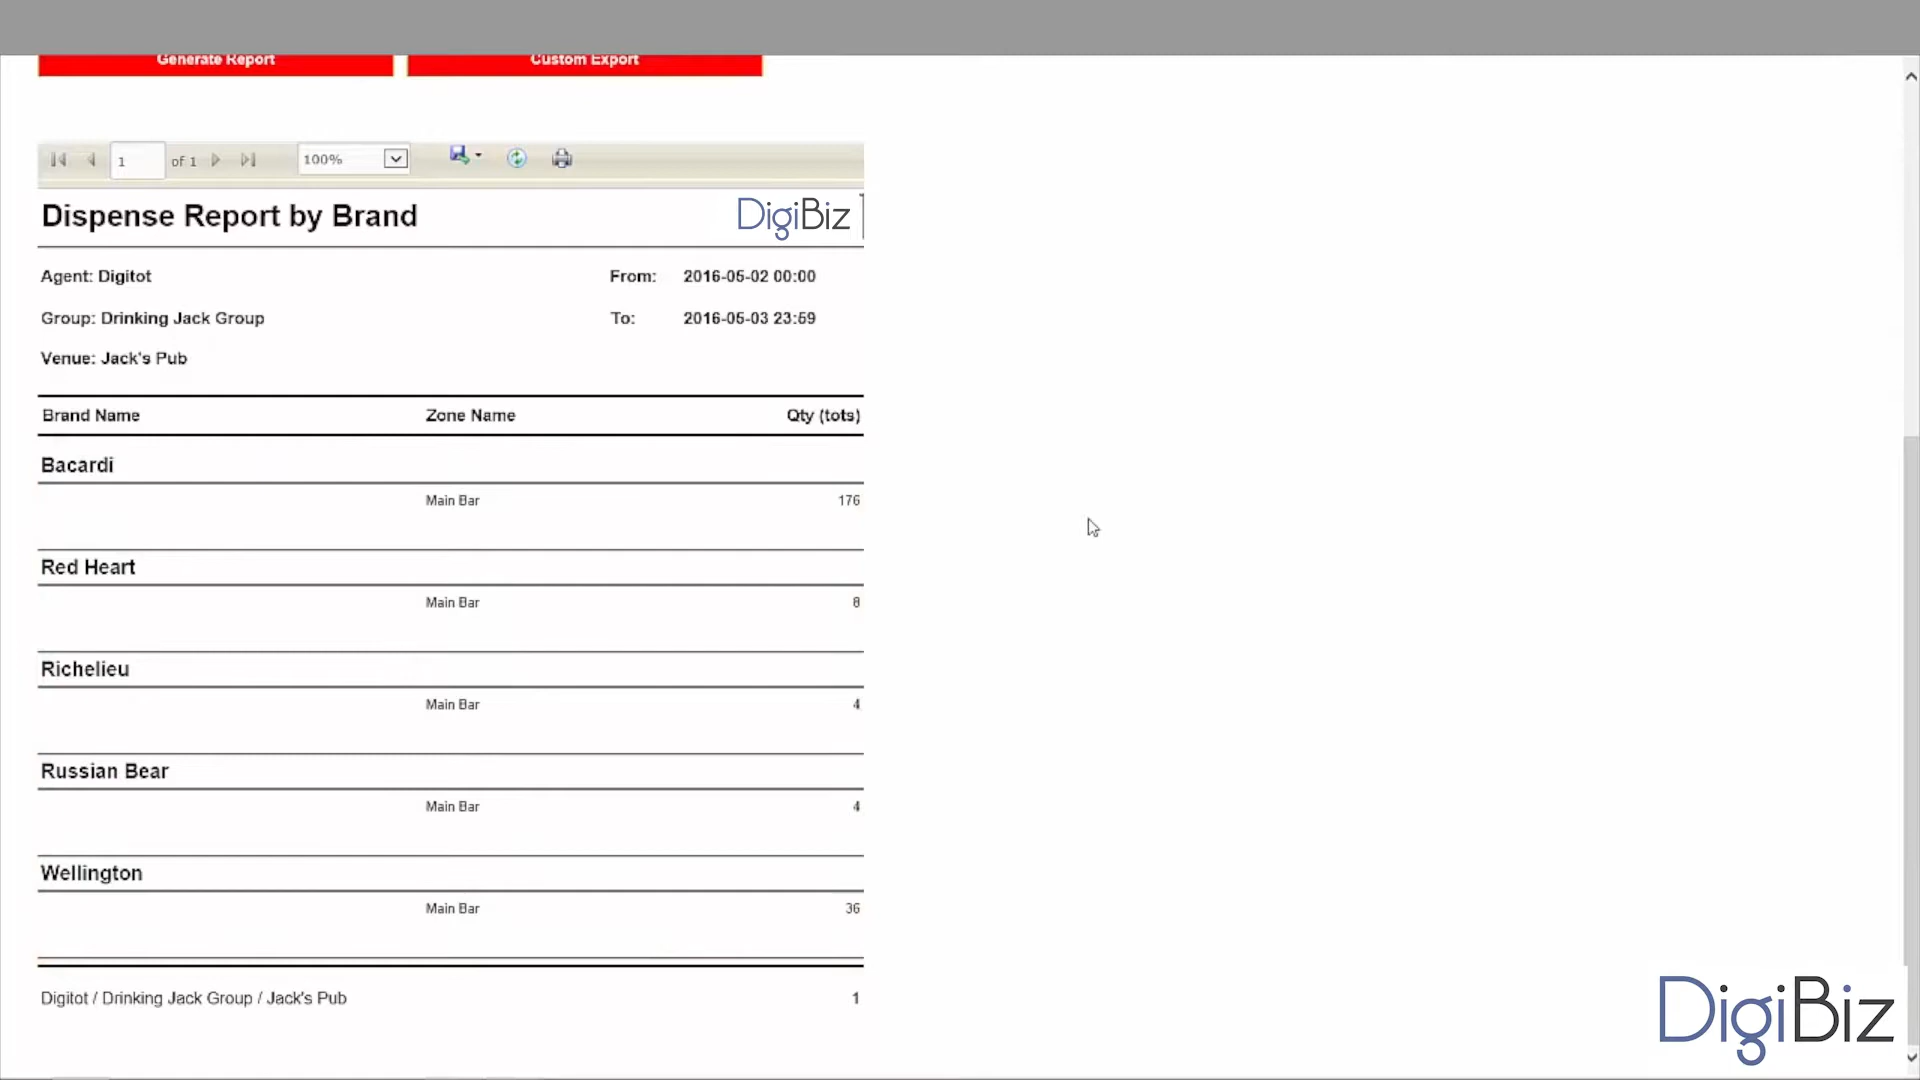 Generate Report Custom Export
1 of 1 100%
Dispense Report by Brand DigiBiz
Agent: Digitot From: 2016-05-02 00:00
Group: Drinking Jack Group To: 2016-05-03 23:59
Venue: Jack's Pub
Brand Name Zone Name Qty (tots)
Bacardi
Main Bar 176
Red Heart
Main Bar 8
Richelieu
Main Bar 4
Russian Bear
Main Bar 4
Wellington
Main Bar 36
Digitot / Drinking Jack Group / Jack's Pub 1
DigiBiz